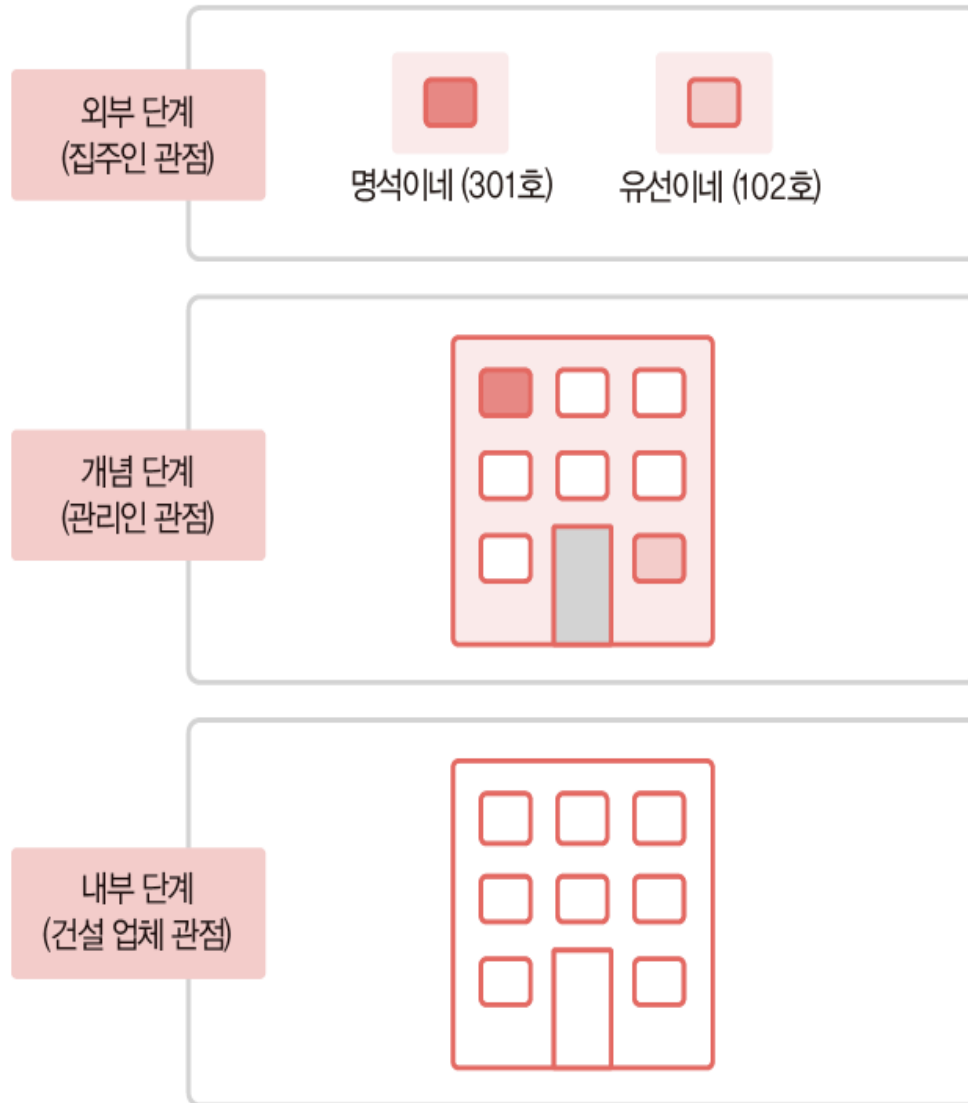 외부 단계
(집주인 관점)
명석이네 (301호)
유선이네 (102호)
개념 단계
(관리인 관점)
내부 단계
(건설 업체 관점)